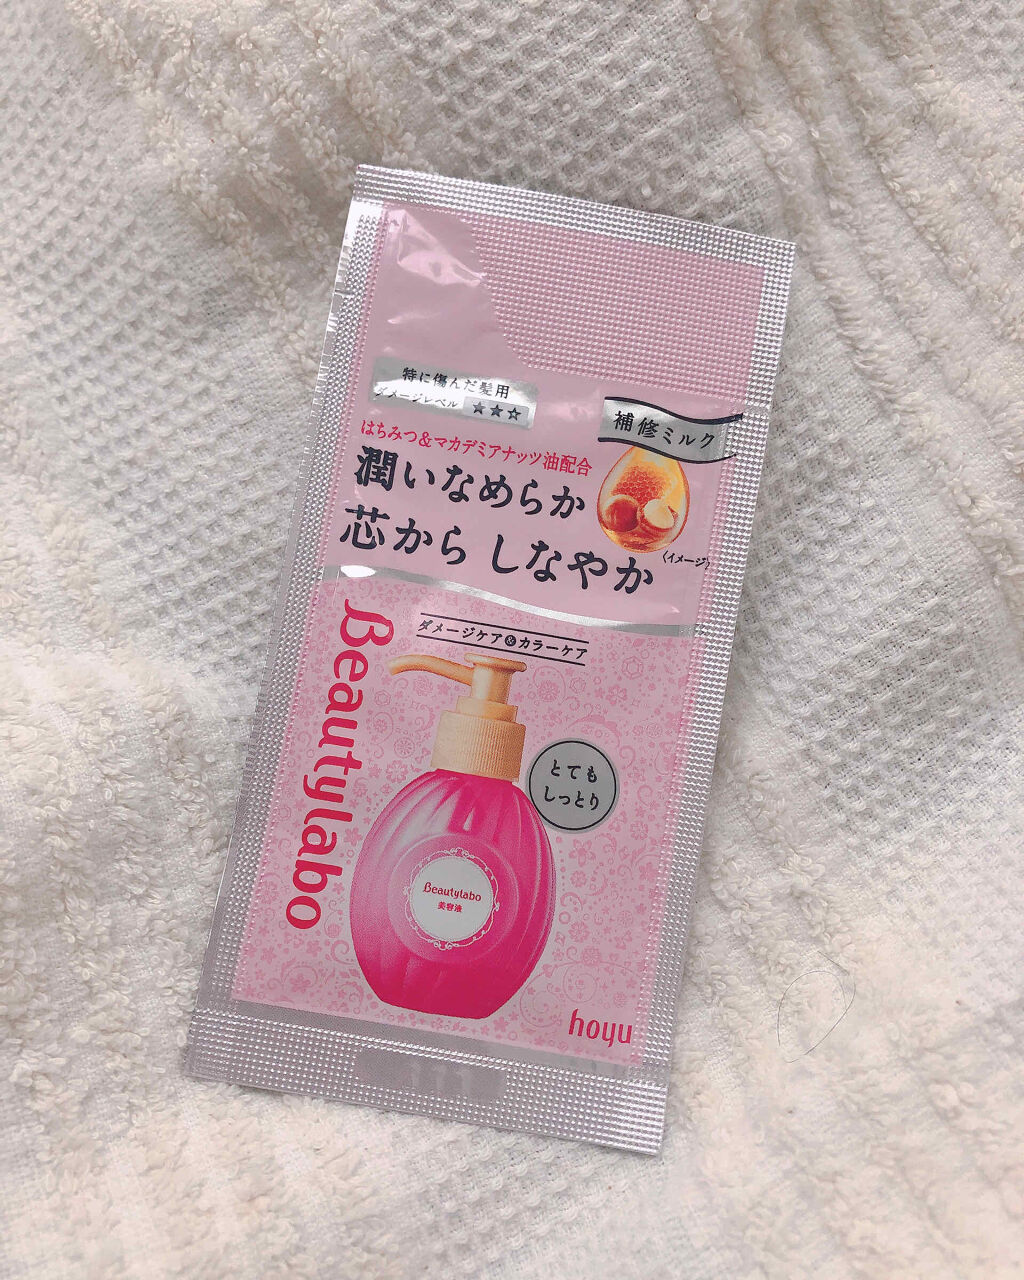 特に傷んだ髪用
ダメージレベル ★★☆
補修ミルク
はちみつ&マカデミアナッツ油配合
潤いなめらか
芯から しなやか
〈イメージ〉
Beautylabo
ダメージケア&カラーケア
とても
しっとり
Beautylabo
美容液
hoyu